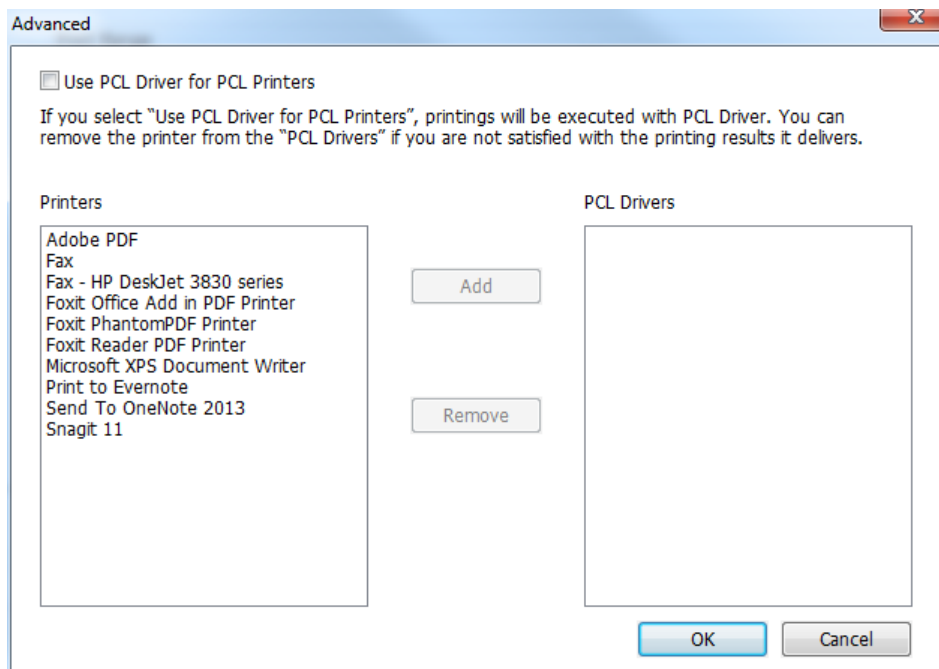 Advanced
Use PCL Driver for PCL Printers
If you select “Use PCL Driver for PCL Printers”, printings will be executed with PCL Driver. You can
remove the printer from the “PCL Drivers” if you are not satisfied with the printing results it delivers.
Printers
PCL Drivers
Adobe PDF
Fax
Fax - HP DeskJet 3830 series
Foxit Office Add in PDF Printer
Foxit PhantomPDF Printer
Foxit Reader PDF Printer
Microsoft XPS Document Writer
Print to Evernote
Send To OneNote 2013
Snagit 11
Add
Remove
OK
Cancel